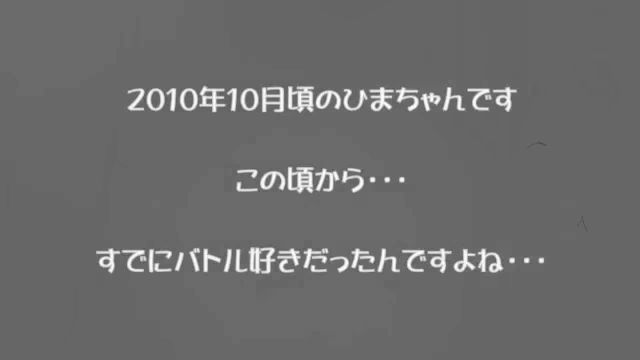 2010年10月頃のひまちゃんです
この頃から・・・
すでにバトル好きだったんですよね・・・